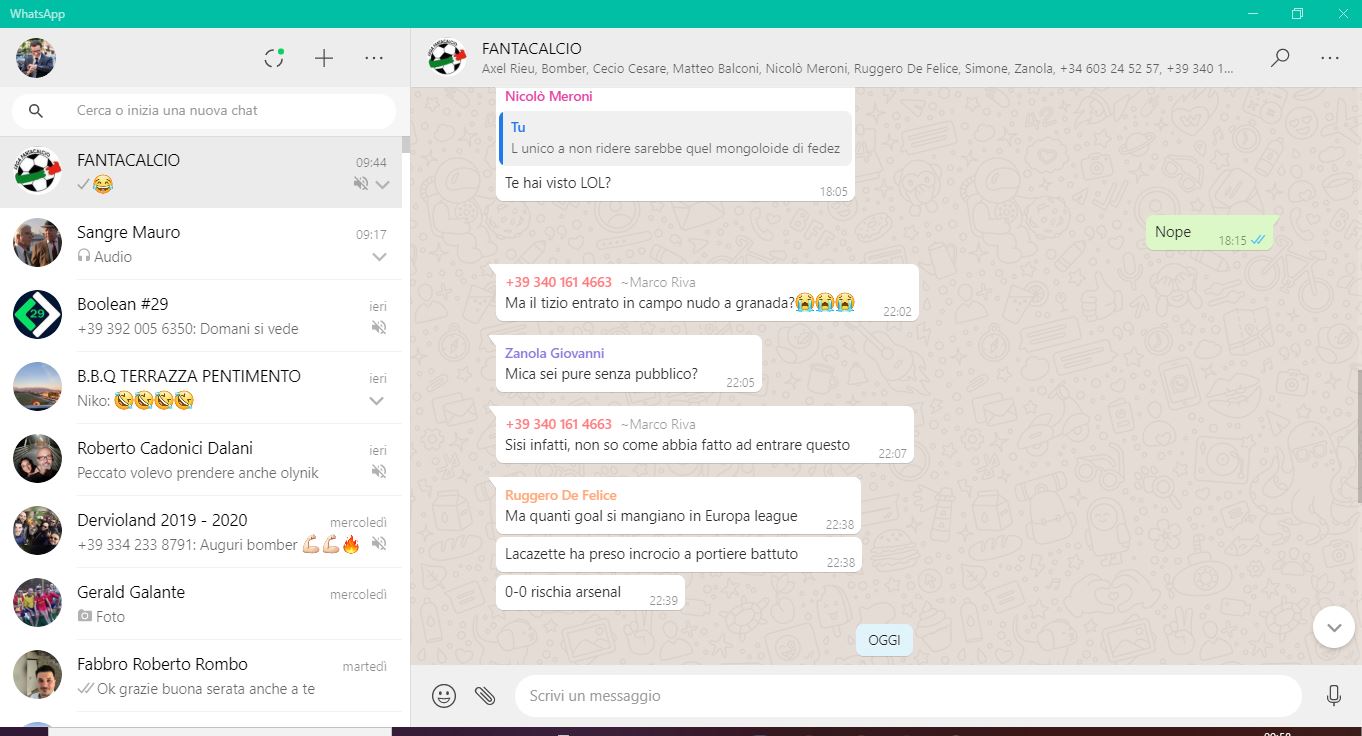 WhatsApp
Cerca o inizia una nuova chat
FANTACALCIO
09:44
😂
Sangre Mauro
09:17
Audio
29
Boolean #29
ieri
+39 392 005 6350: Domani si vede
B.B.Q TERRAZZA PENTIMENTO
ieri
Niko: 🤣🤣🤣🤣
Roberto Cadonici Dalani
ieri
Peccato volevo prendere anche olynik
Dervioland 2019 - 2020
mercoledì
+39 334 233 8791: Auguri bomber 💪🏻💪🏻🔥
Gerald Galante
mercoledì
Foto
Fabbro Roberto Rombo
martedì
Ok grazie buona serata anche a te
FANTACALCIO
Axel Rieu, Bomber, Cecio Cesare, Matteo Balconi, Nicolò Meroni, Ruggero De Felice, Simone, Zanola, +34 603 24 52 57, +39 340 1...
Nicolò Meroni
Tu
L unico a non ridere sarebbe quel mongoloide di fedez
Te hai visto LOL?
18:05
Nope
18:15
+39 340 161 4663 ~Marco Riva
Ma il tizio entrato in campo nudo a granada?😭😭😭
22:02
Zanola Giovanni
Mica sei pure senza pubblico?
22:05
+39 340 161 4663 ~Marco Riva
Sisi infatti, non so come abbia fatto ad entrare questo
22:07
Ruggero De Felice
Ma quanti goal si mangiano in Europa league
22:38
Lacazette ha preso incrocio a portiere battuto
22:38
0-0 rischia arsenal
22:39
OGGI
Scrivi un messaggio